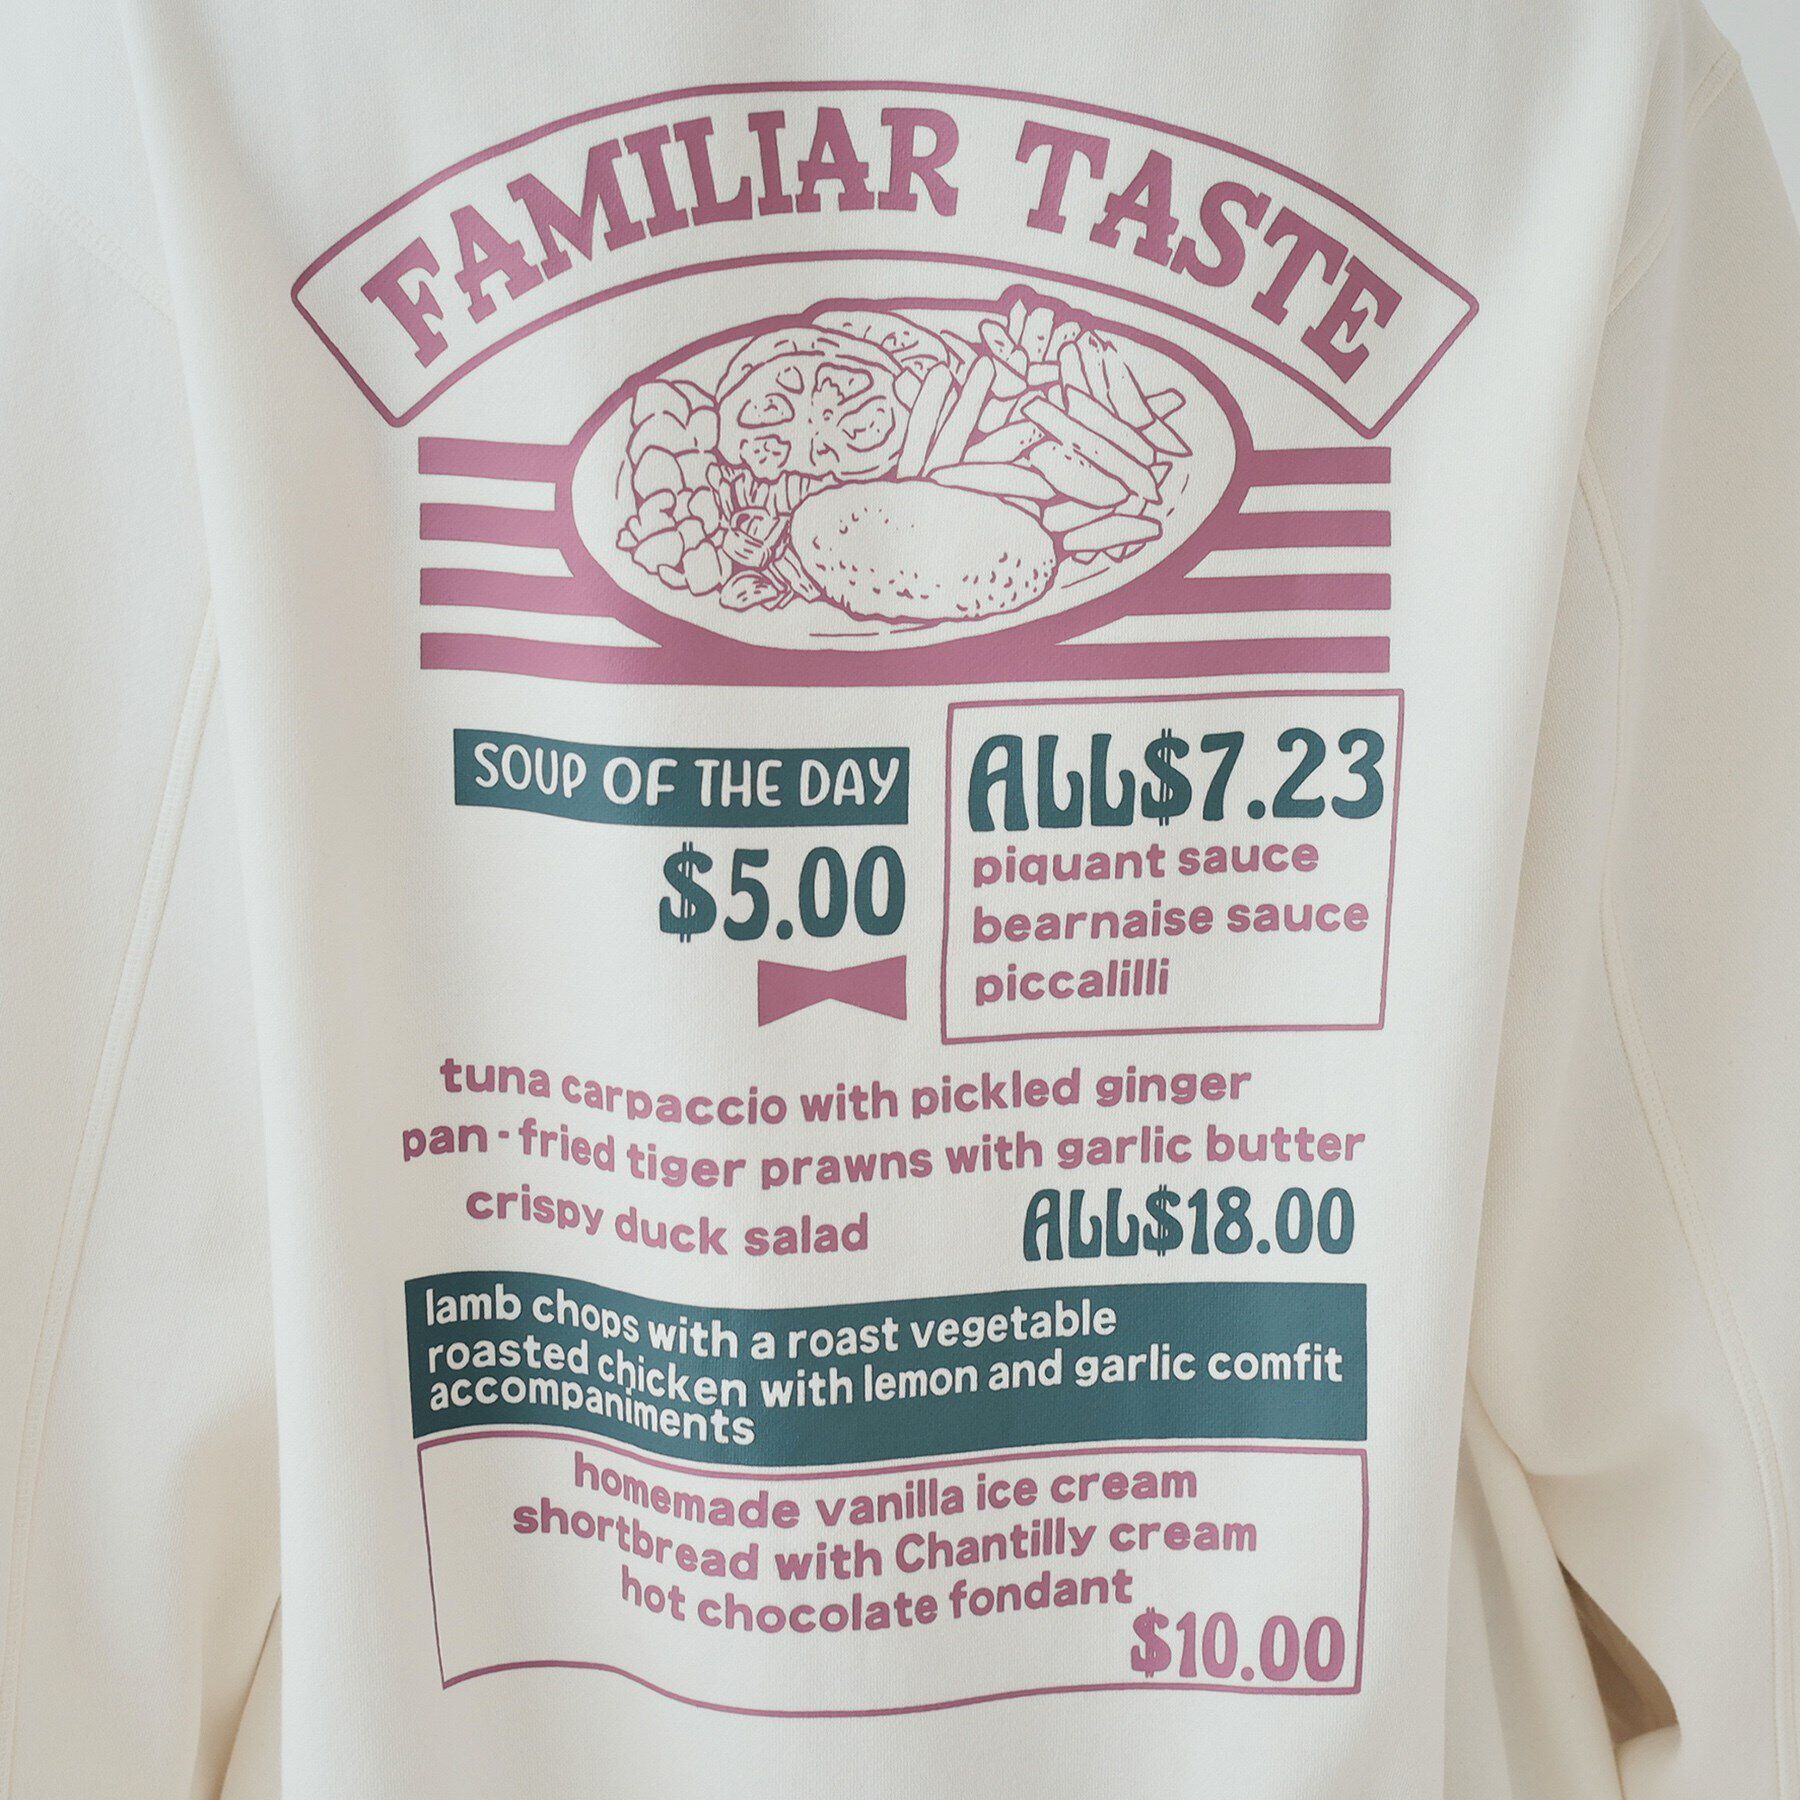 FAMILIAR TASTE
SOUP OF THE DAY
$5.00
ALL$7.23
piquant sauce
bearnaise sauce
piccalilli
tuna carpaccio with pickled ginger
pan-fried tiger prawns with garlic butter
crispy duck salad
ALL$18.00
lamb chops with a roast vegetable
roasted chicken with lemon and garlic comfit
accompaniments
homemade vanilla ice cream
shortbread with Chantilly cream
hot chocolate fondant
$10.00